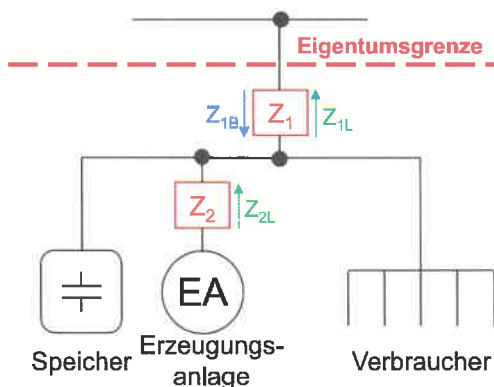 Eigentumsgrenze
Z1B
Z1
Z1L
Z2
Z2L
EA
Speicher
Erzeugungs-
anlage
Verbraucher